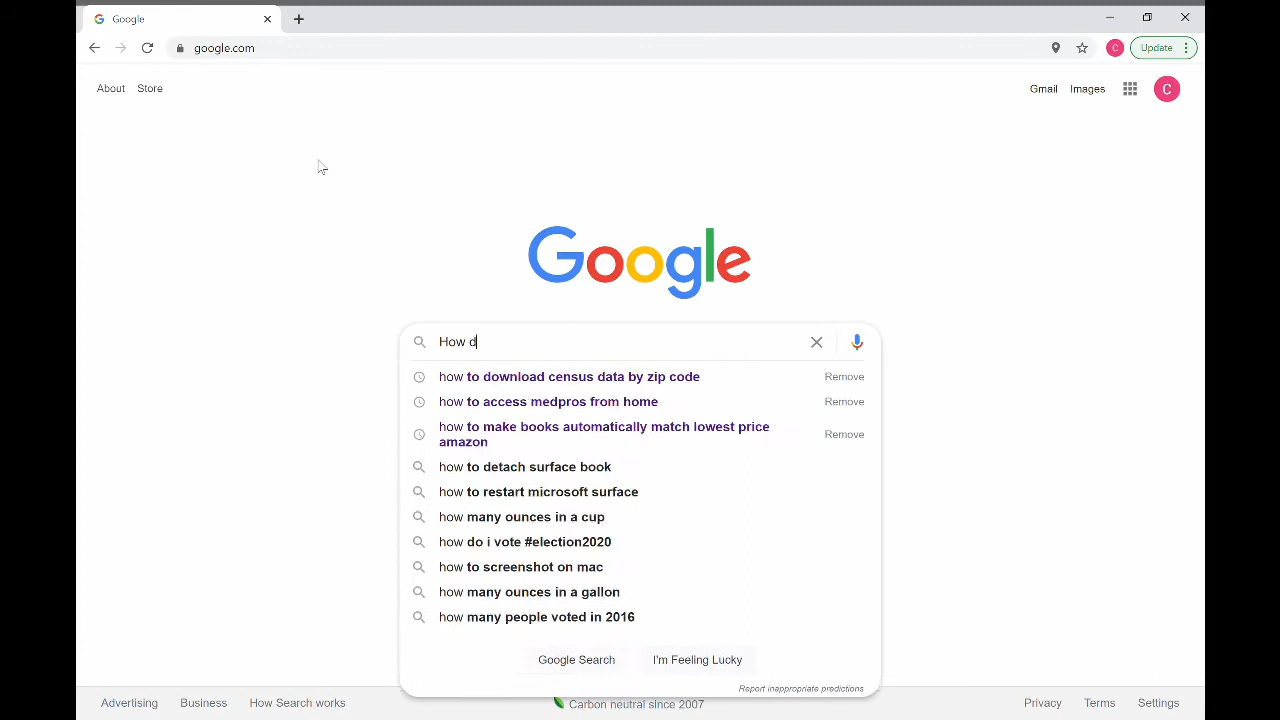 Google
google.com
C
Update
About
Store
Gmail
Images
C
Google
How d
how to download census data by zip code
Remove
how to access medpros from home
Remove
how to make books automatically match lowest price
amazon
Remove
how to detach surface book
how to restart microsoft surface
how many ounces in a cup
how do i vote #election2020
how to screenshot on mac
how many ounces in a gallon
how many people voted in 2016
Google Search
I'm Feeling Lucky
Report inappropriate predictions
Advertising
Business
How Search works
Carbon neutral since 2007
Privacy
Terms
Settings